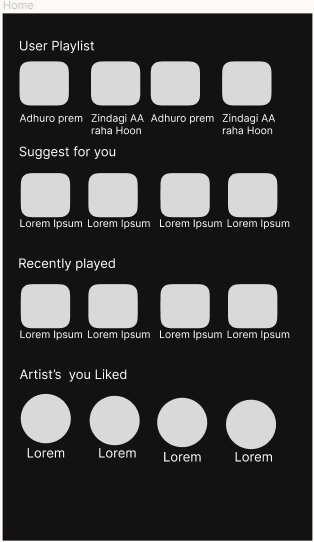 Home
User Playlist
Adhuro prem Zindagi AA Adhuro prem Zindagi AA
raha Hoon raha Hoon
Suggest for you
Lorem Ipsum Lorem Ipsum Lorem Ipsum Lorem Ipsum
Recently played
Lorem Ipsum Lorem Ipsum Lorem Ipsum Lorem Ipsum
Artist's you Liked
Lorem Lorem Lorem Lorem